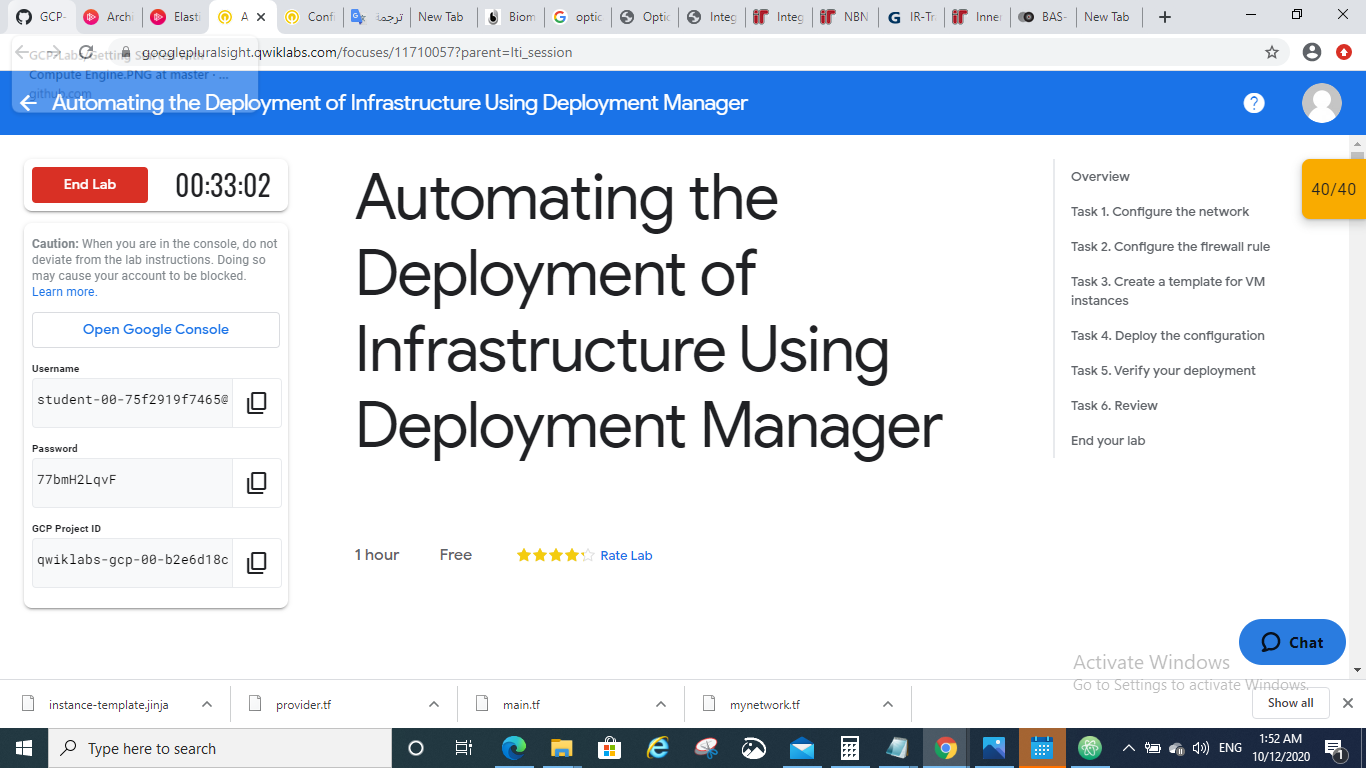 GCP-
Archi
Elasti
A
Confi
ترجمة
New Tab
Biom
optic
Optic
Integ
Integ
NBN
IR-Tr
Inner
BAS-
New Tab
googlepluralsight.qwiklabs.com/focuses/11710057?parent=lti_session
GCP-Labs/Getting Started with
Compute Engine.PNG at master · ...
github.com
Automating the Deployment of Infrastructure Using Deployment Manager
End Lab
00:33:02
Caution: When you are in the console, do not
deviate from the lab instructions. Doing so
may cause your account to be blocked.
Learn more.
Open Google Console
Username
student-00-75f2919f7465@
Password
77bmH2LqvF
GCP Project ID
qwiklabs-gcp-00-b2e6d18c
Automating the
Deployment of
Infrastructure Using
Deployment Manager
1 hour
Free
Rate Lab
Overview
Task 1. Configure the network
Task 2. Configure the firewall rule
Task 3. Create a template for VM
instances
Task 4. Deploy the configuration
Task 5. Verify your deployment
Task 6. Review
End your lab
40/40
Chat
Activate Windows
Go to Settings to activate Windows.
instance-template.jinja
provider.tf
main.tf
mynetwork.tf
Show all
Type here to search
ENG
1:52 AM
10/12/2020
1